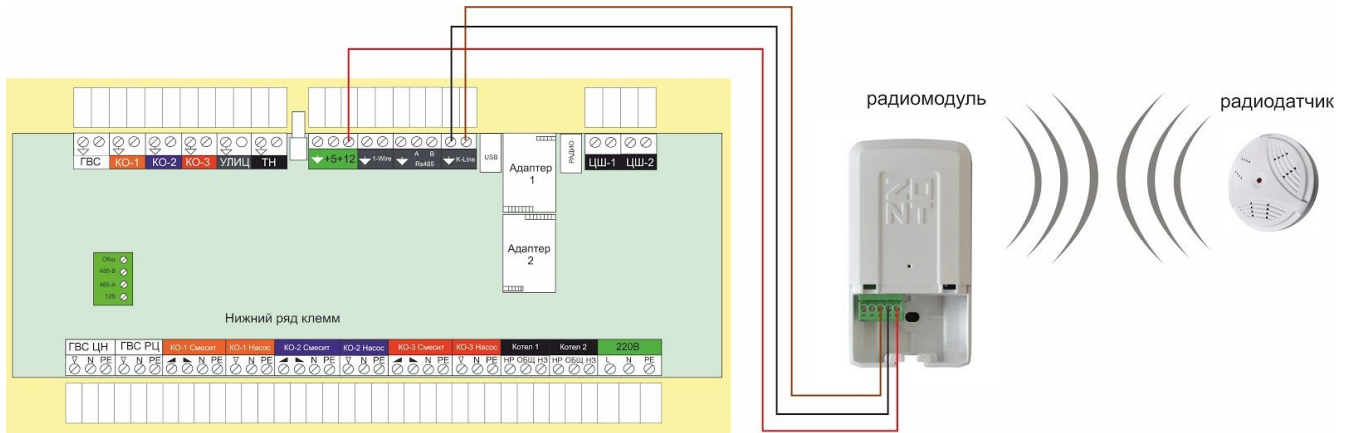 радиомодуль
радиодатчик
ГВС КО-1 КО-2 КО-3 УЛИЦ ТН
+5+12 1-Wire A B Rs485 K-Line
USB
РАДИО
ЦШ-1 ЦШ-2
Адаптер
1
Адаптер
2
ZONT
Общ
485-B
485-A
12В
Нижний ряд клемм
ГВС ЦН ГВС РЦ КО-1 Смесит КО-1 Насос КО-2 Смесит КО-2 Насос КО-3 Смесит КО-3 Насос Котел 1 Котел 2 220В
N PE N PE N PE N PE N PE N PE N PE N PE НР ОБЩ НЗ НР ОБЩ НЗ L N PE